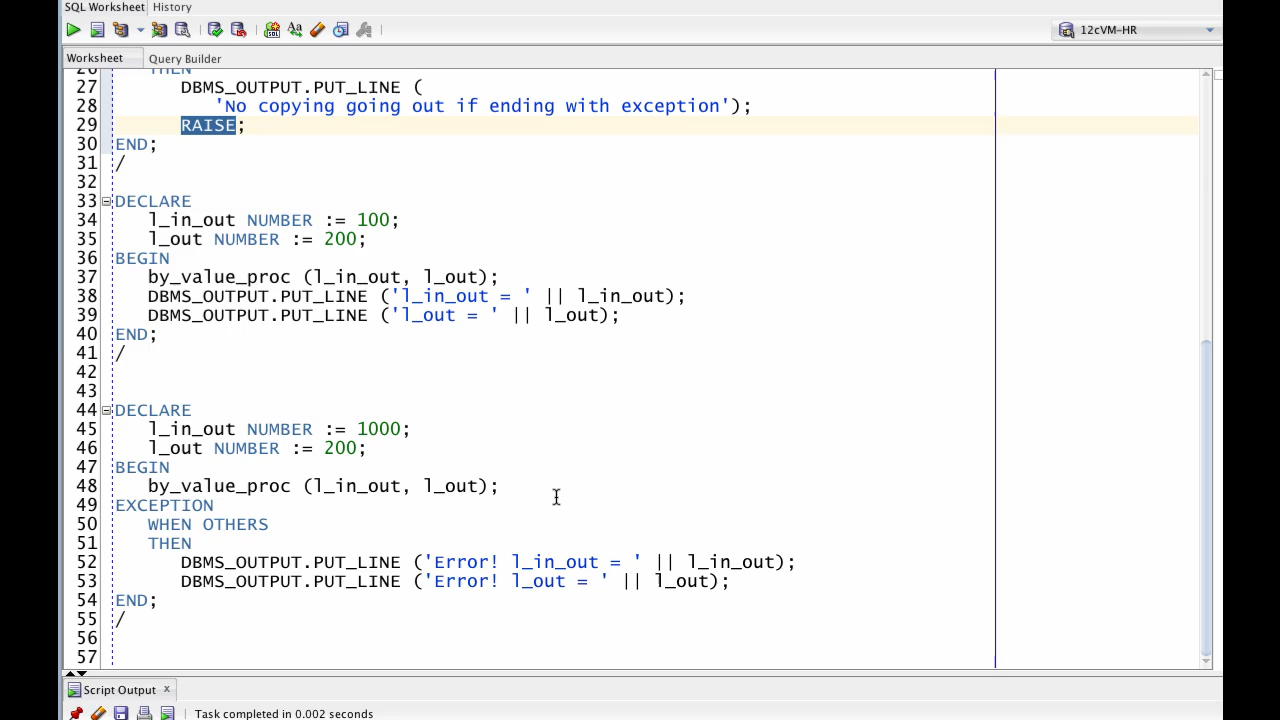 SQL Worksheet History
12cVM-HR
Worksheet Query Builder
26 THEN
27 DBMS_OUTPUT.PUT_LINE (
28 'No copying going out if ending with exception');
29 RAISE;
30 END;
31 /
32
33 DECLARE
34 l_in_out NUMBER := 100;
35 l_out NUMBER := 200;
36 BEGIN
37 by_value_proc (l_in_out, l_out);
38 DBMS_OUTPUT.PUT_LINE ('l_in_out = ' || l_in_out);
39 DBMS_OUTPUT.PUT_LINE ('l_out = ' || l_out);
40 END;
41 /
42
43
44 DECLARE
45 l_in_out NUMBER := 1000;
46 l_out NUMBER := 200;
47 BEGIN
48 by_value_proc (l_in_out, l_out);
49 EXCEPTION
50 WHEN OTHERS
51 THEN
52 DBMS_OUTPUT.PUT_LINE ('Error! l_in_out = ' || l_in_out);
53 DBMS_OUTPUT.PUT_LINE ('Error! l_out = ' || l_out);
54 END;
55 /
56
57
Script Output x
Task completed in 0.002 seconds